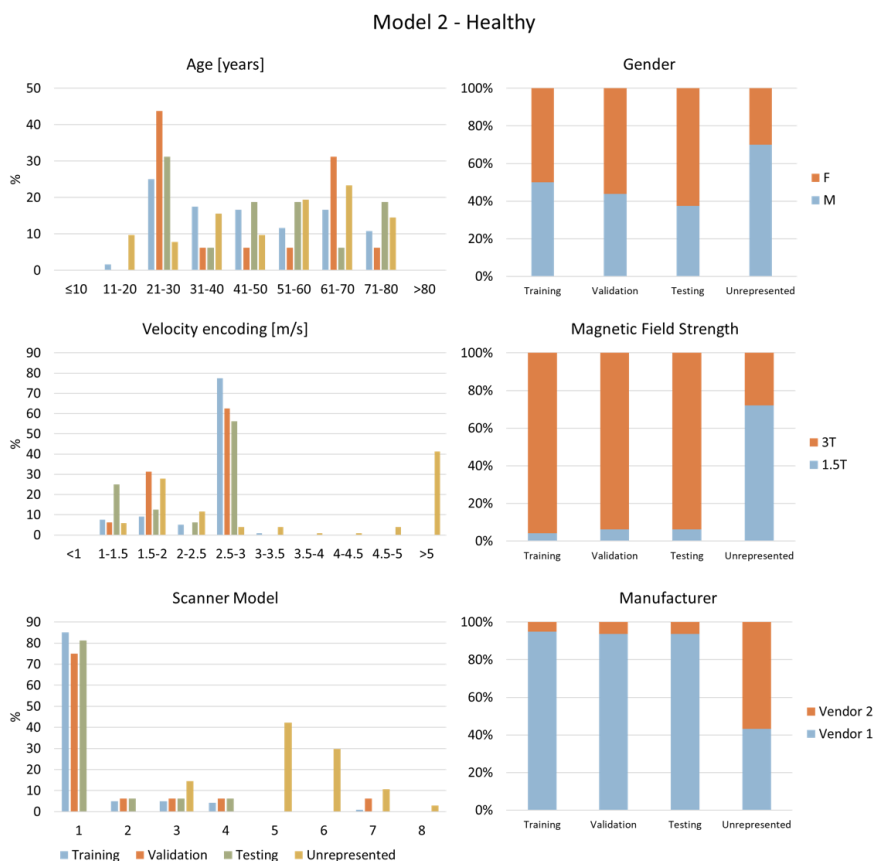 Model 2 - Healthy
Age [years]
50
40
30
20
10
0
%
≤10 11-20 21-30 31-40 41-50 51-60 61-70 71-80 >80
Gender
100%
80%
60%
40%
20%
0%
Training Validation Testing Unrepresented
F
M
Velocity encoding [m/s]
90
80
70
60
50
40
30
20
10
0
%
<1 1-1.5 1.5-2 2-2.5 2.5-3 3-3.5 3.5-4 4-4.5 4.5-5 >5
Magnetic Field Strength
100%
80%
60%
40%
20%
0%
Training Validation Testing Unrepresented
3T
1.5T
Scanner Model
90
80
70
60
50
40
30
20
10
0
%
1 2 3 4 5 6 7 8
Training Validation Testing Unrepresented
Manufacturer
100%
80%
60%
40%
20%
0%
Training Validation Testing Unrepresented
Vendor 2
Vendor 1